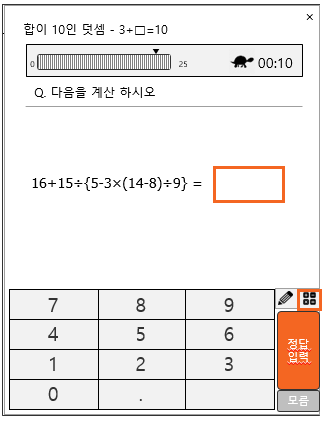 ×
합이 10인 덧셈 - 3+□=10
0 25 00:10
Q. 다음을 계산 하시오
16+15÷{5-3×(14-8)÷9} =
7 8 9
4 5 6
1 2 3
0 .
정답
입력
모름